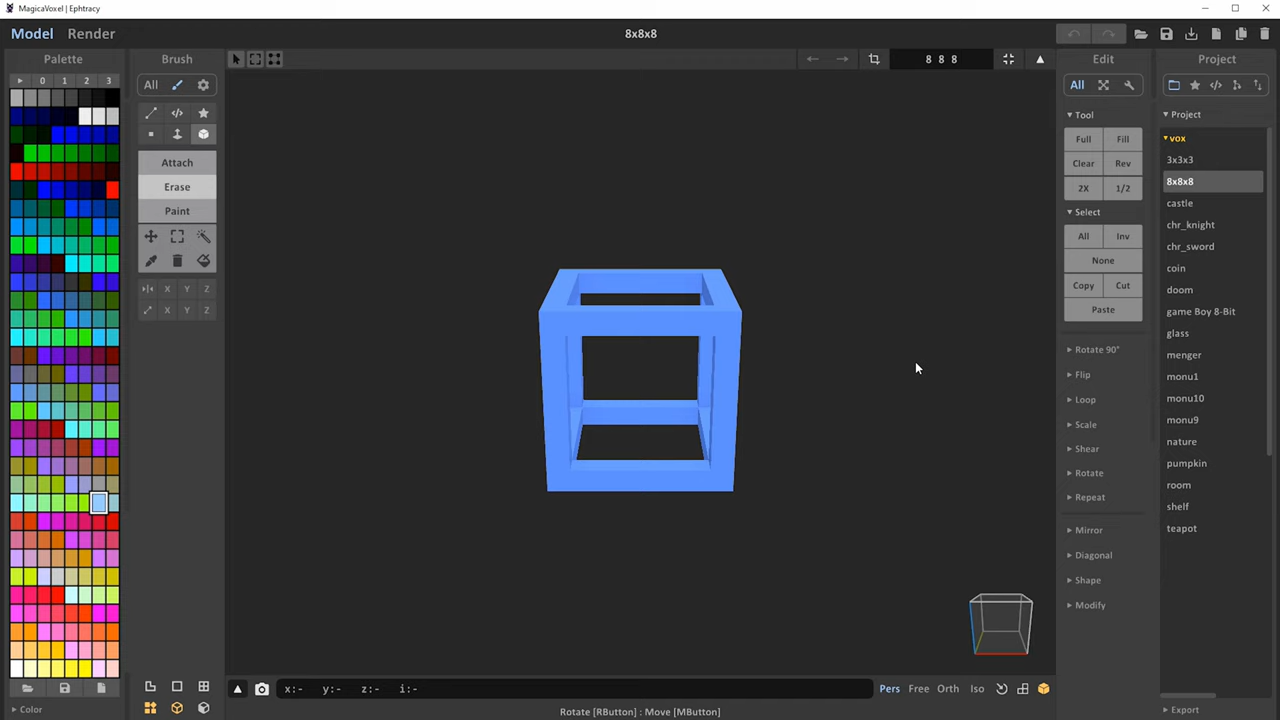 MagicaVoxel | Ephtracy
Model Render
8x8x8
Palette
0 1 2 3
Color
Brush
All
Attach
Erase
Paint
X Y Z
X Y Z
8 8 8
x:- y:- z:- i:-
Pers Free Orth Iso
Rotate [RButton] : Move [MButton]
Edit
All
Tool
Full Fill
Clear Rev
2X 1/2
Select
All Inv
None
Copy Cut
Paste
Rotate 90°
Flip
Loop
Scale
Shear
Rotate
Repeat
Mirror
Diagonal
Shape
Modify
Project
Project
vox
3x3x3
8x8x8
castle
chr_knight
chr_sword
coin
doom
game Boy 8-Bit
glass
menger
monu1
monu10
monu9
nature
pumpkin
room
shelf
teapot
Export